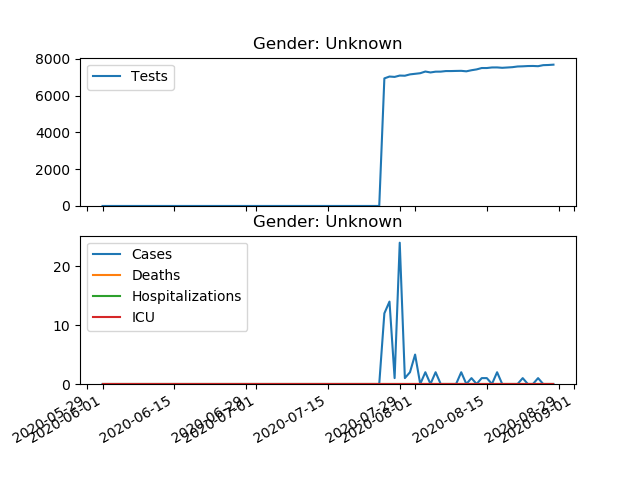 Gender: Unknown
8000
6000
4000
2000
0
Tests
Gender: Unknown
20
10
0
Cases
Deaths
Hospitalizations
ICU
2020-05-29
2020-06-01
2020-06-15
2020-06-29
2020-07-01
2020-07-15
2020-07-29
2020-08-01
2020-08-15
2020-08-29
2020-09-01